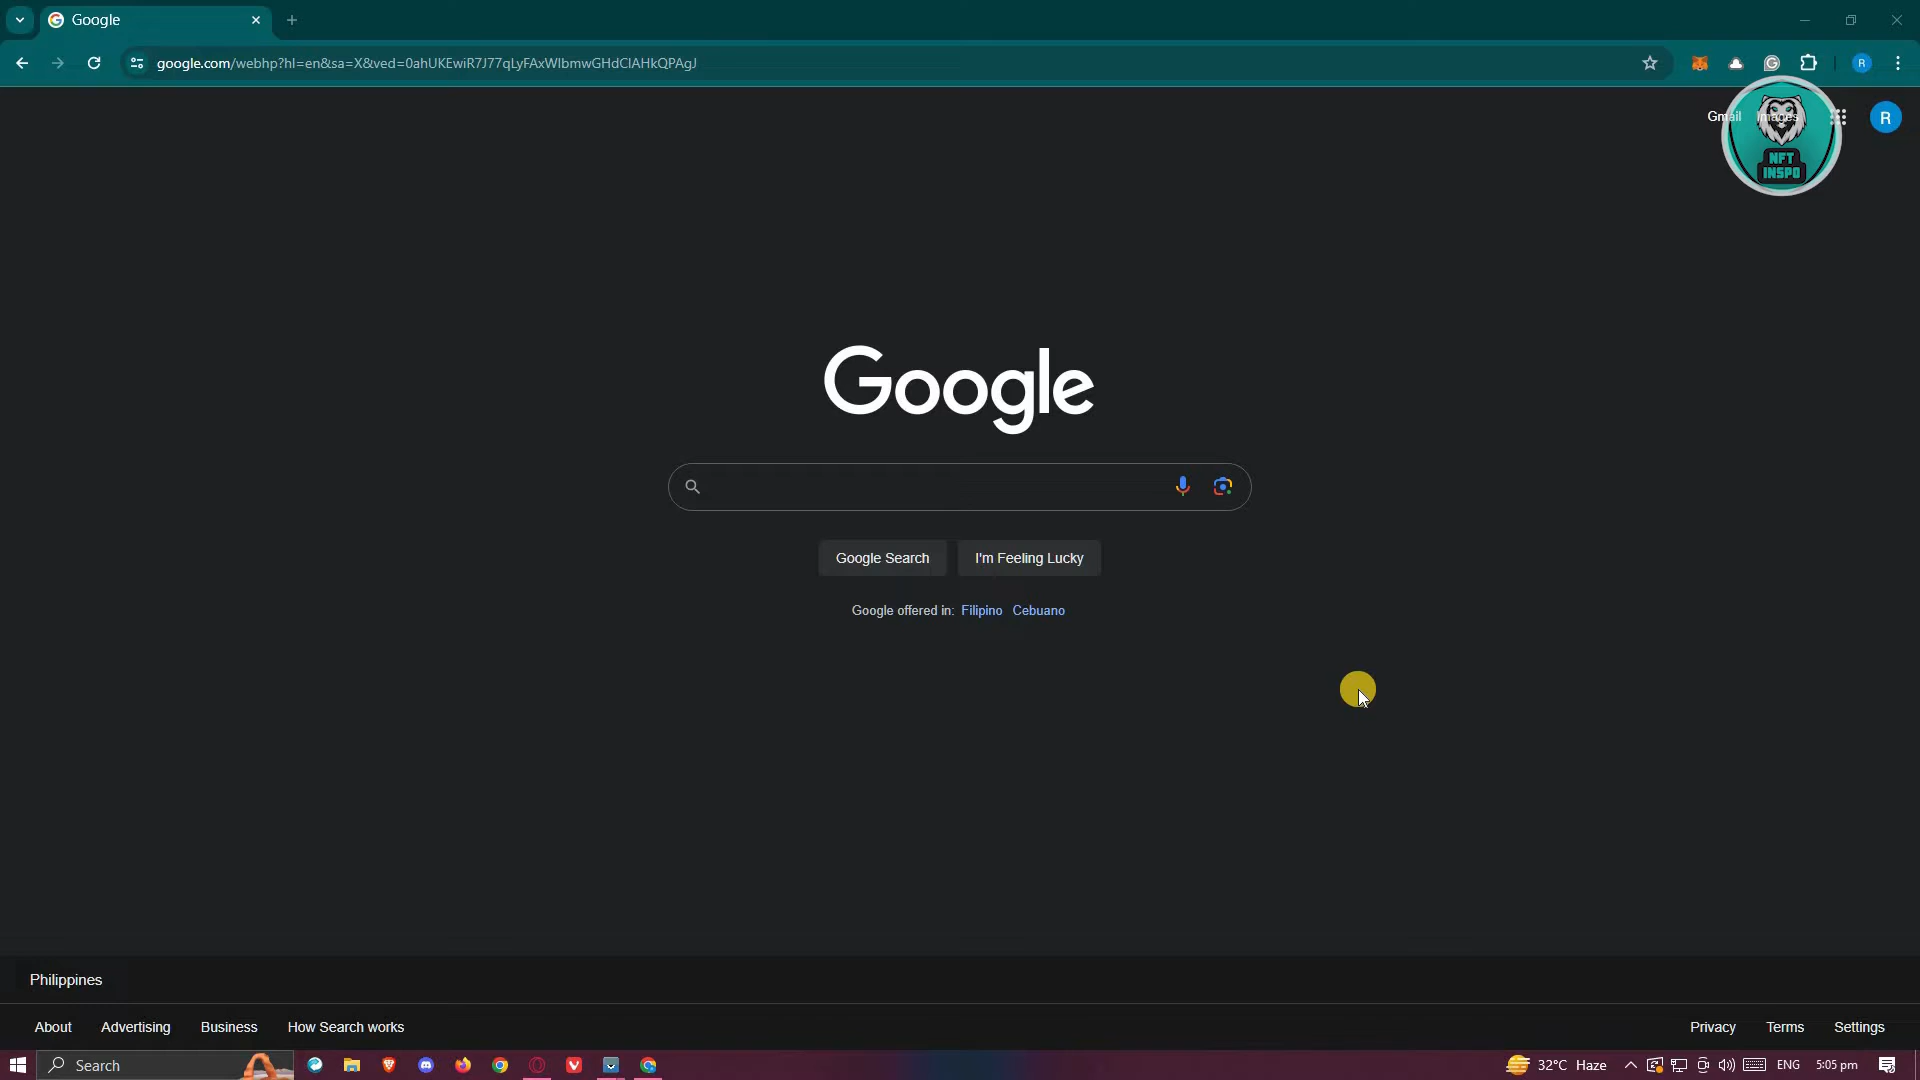 Google
google.com/webhp?hl=en&sa=X&ved=0ahUKEwiR7J77qLyFAxWlbmwGHdClAHkQPAgJ
R
Gmail Images
R
NFT
INSPO
Google
Google Search I'm Feeling Lucky
Google offered in: Filipino Cebuano
Philippines
About Advertising Business How Search works
Privacy Terms Settings
Search
32°C Haze ENG 5:05 pm